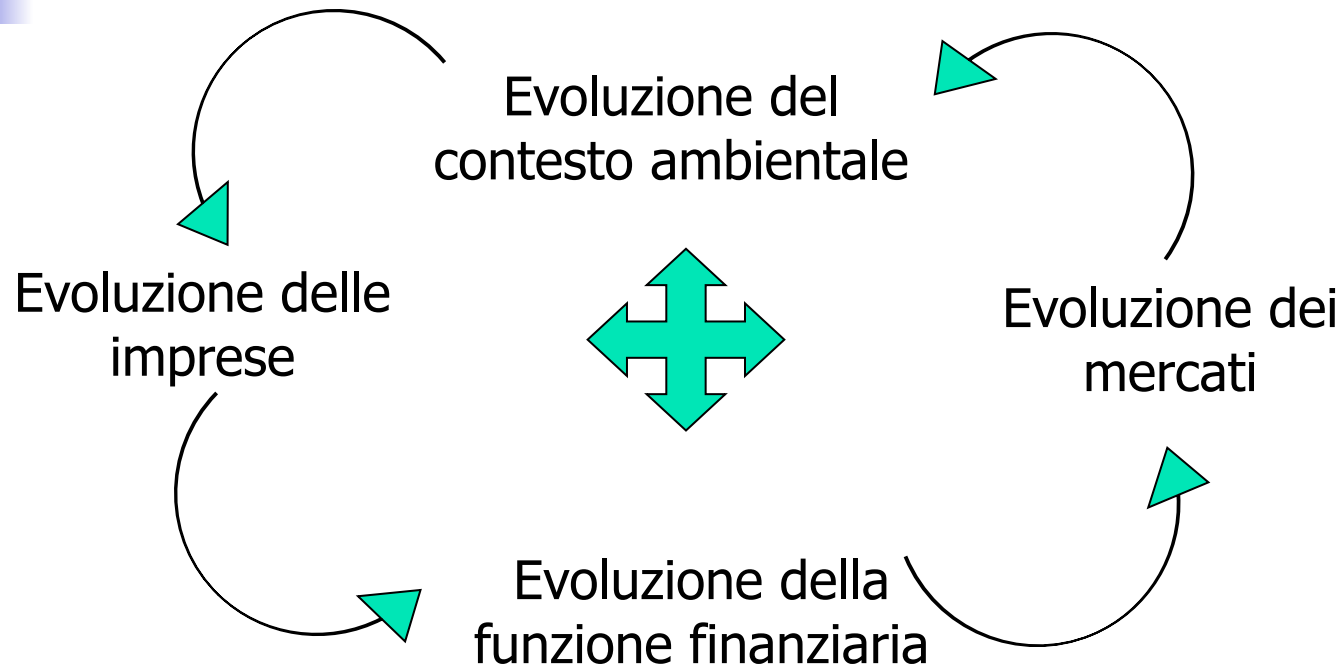 Evoluzione del
contesto ambientale
Evoluzione delle
imprese
Evoluzione dei
mercati
Evoluzione della
funzione finanziaria